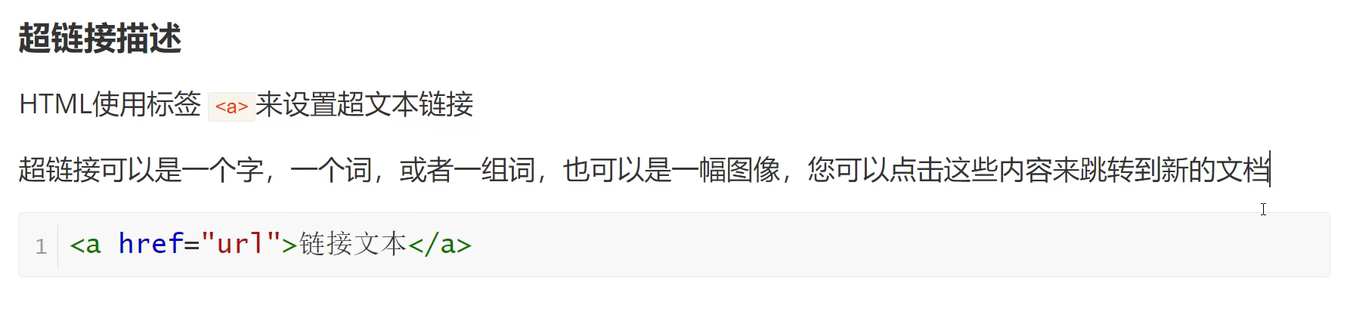 超链接描述
HTML使用标签 <a> 来设置超文本链接
超链接可以是一个字，一个词，或者一组词，也可以是一幅图像，您可以点击这些内容来跳转到新的文档
1 <a href="url">链接文本</a>